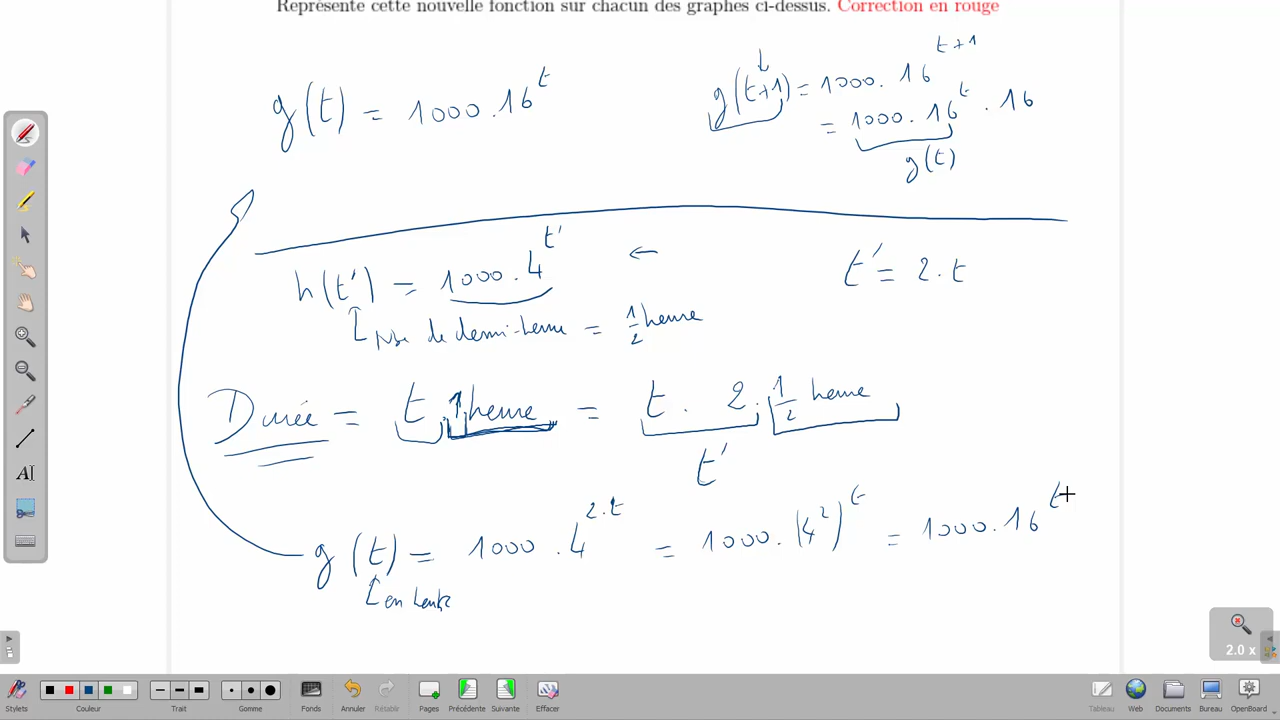 Représente cette nouvelle fonction sur chacun des graphes ci-dessus. Correction en rouge
g(t) = 1000.16^t
g(t+1) = 1000.16^{t+1}
= 1000.16^t . 16
g(t)
h(t') = 1000.4^{t'} ←
t' = 2.t
Nbre de demi-heure = 1/2 heure
Durée = t . 1 heure = t . 2 . 1/2 heure
t'
g(t) = 1000.4^{2.t} = 1000.(4^2)^t = 1000.16^t
en heure
2.0 x
Stylets
Couleur
Trait
Gomme
Fonds
Annuler
Rétablir
Pages
Précédente
Suivante
Effacer
Tableau
Web
Documents
Bureau
OpenBoard